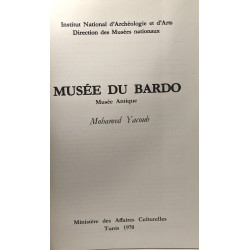 Institut National d'Archéologie et d'Arts
Direction des Musées nationaux
MUSÉE DU BARDO
Musée Antique
Mohamed Yacoub
Ministère des Affaires Culturelles
Tunis 1970